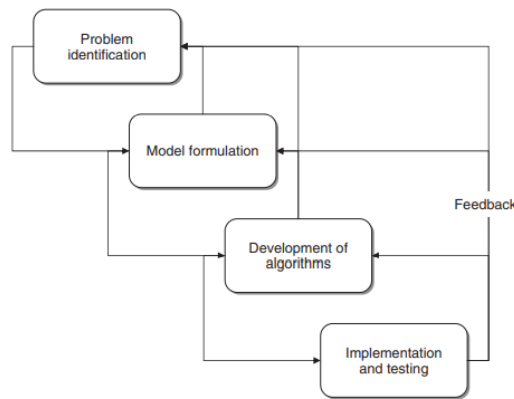 Problem
identification
Model formulation
Feedback
Development of
algorithms
Implementation
and testing